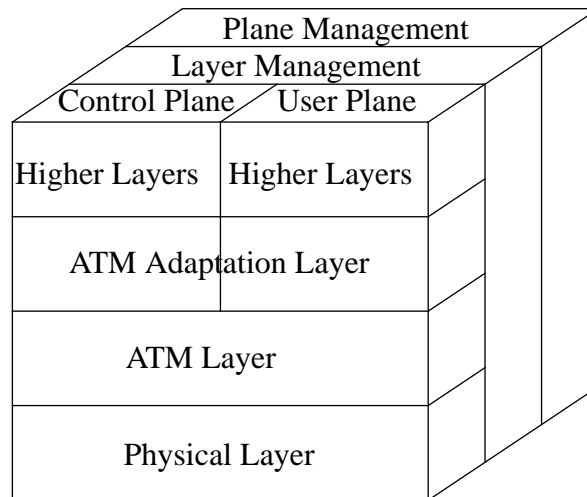 Plane Management
Layer Management
Control Plane User Plane
Higher Layers Higher Layers
ATM Adaptation Layer
ATM Layer
Physical Layer